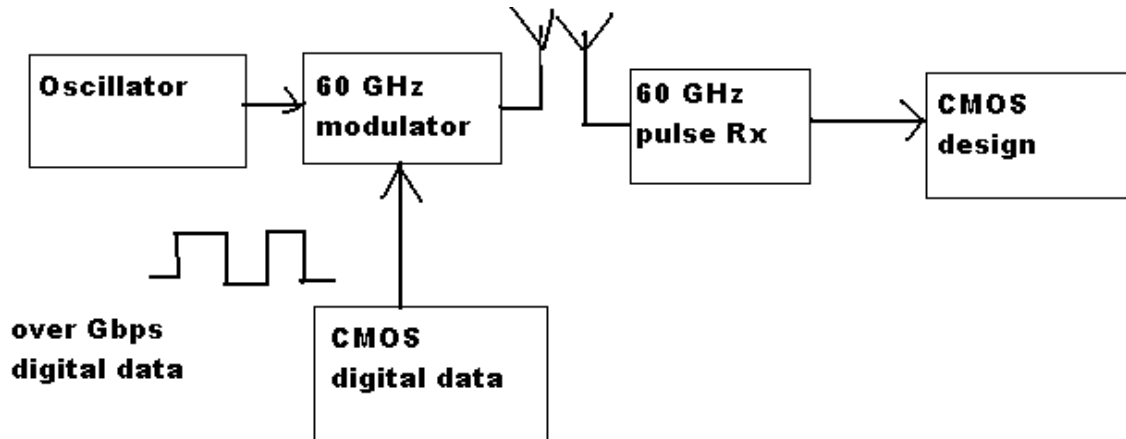 Oscillator
60 GHz
modulator
60 GHz
pulse Rx
CMOS
design
over Gbps
digital data
CMOS
digital data